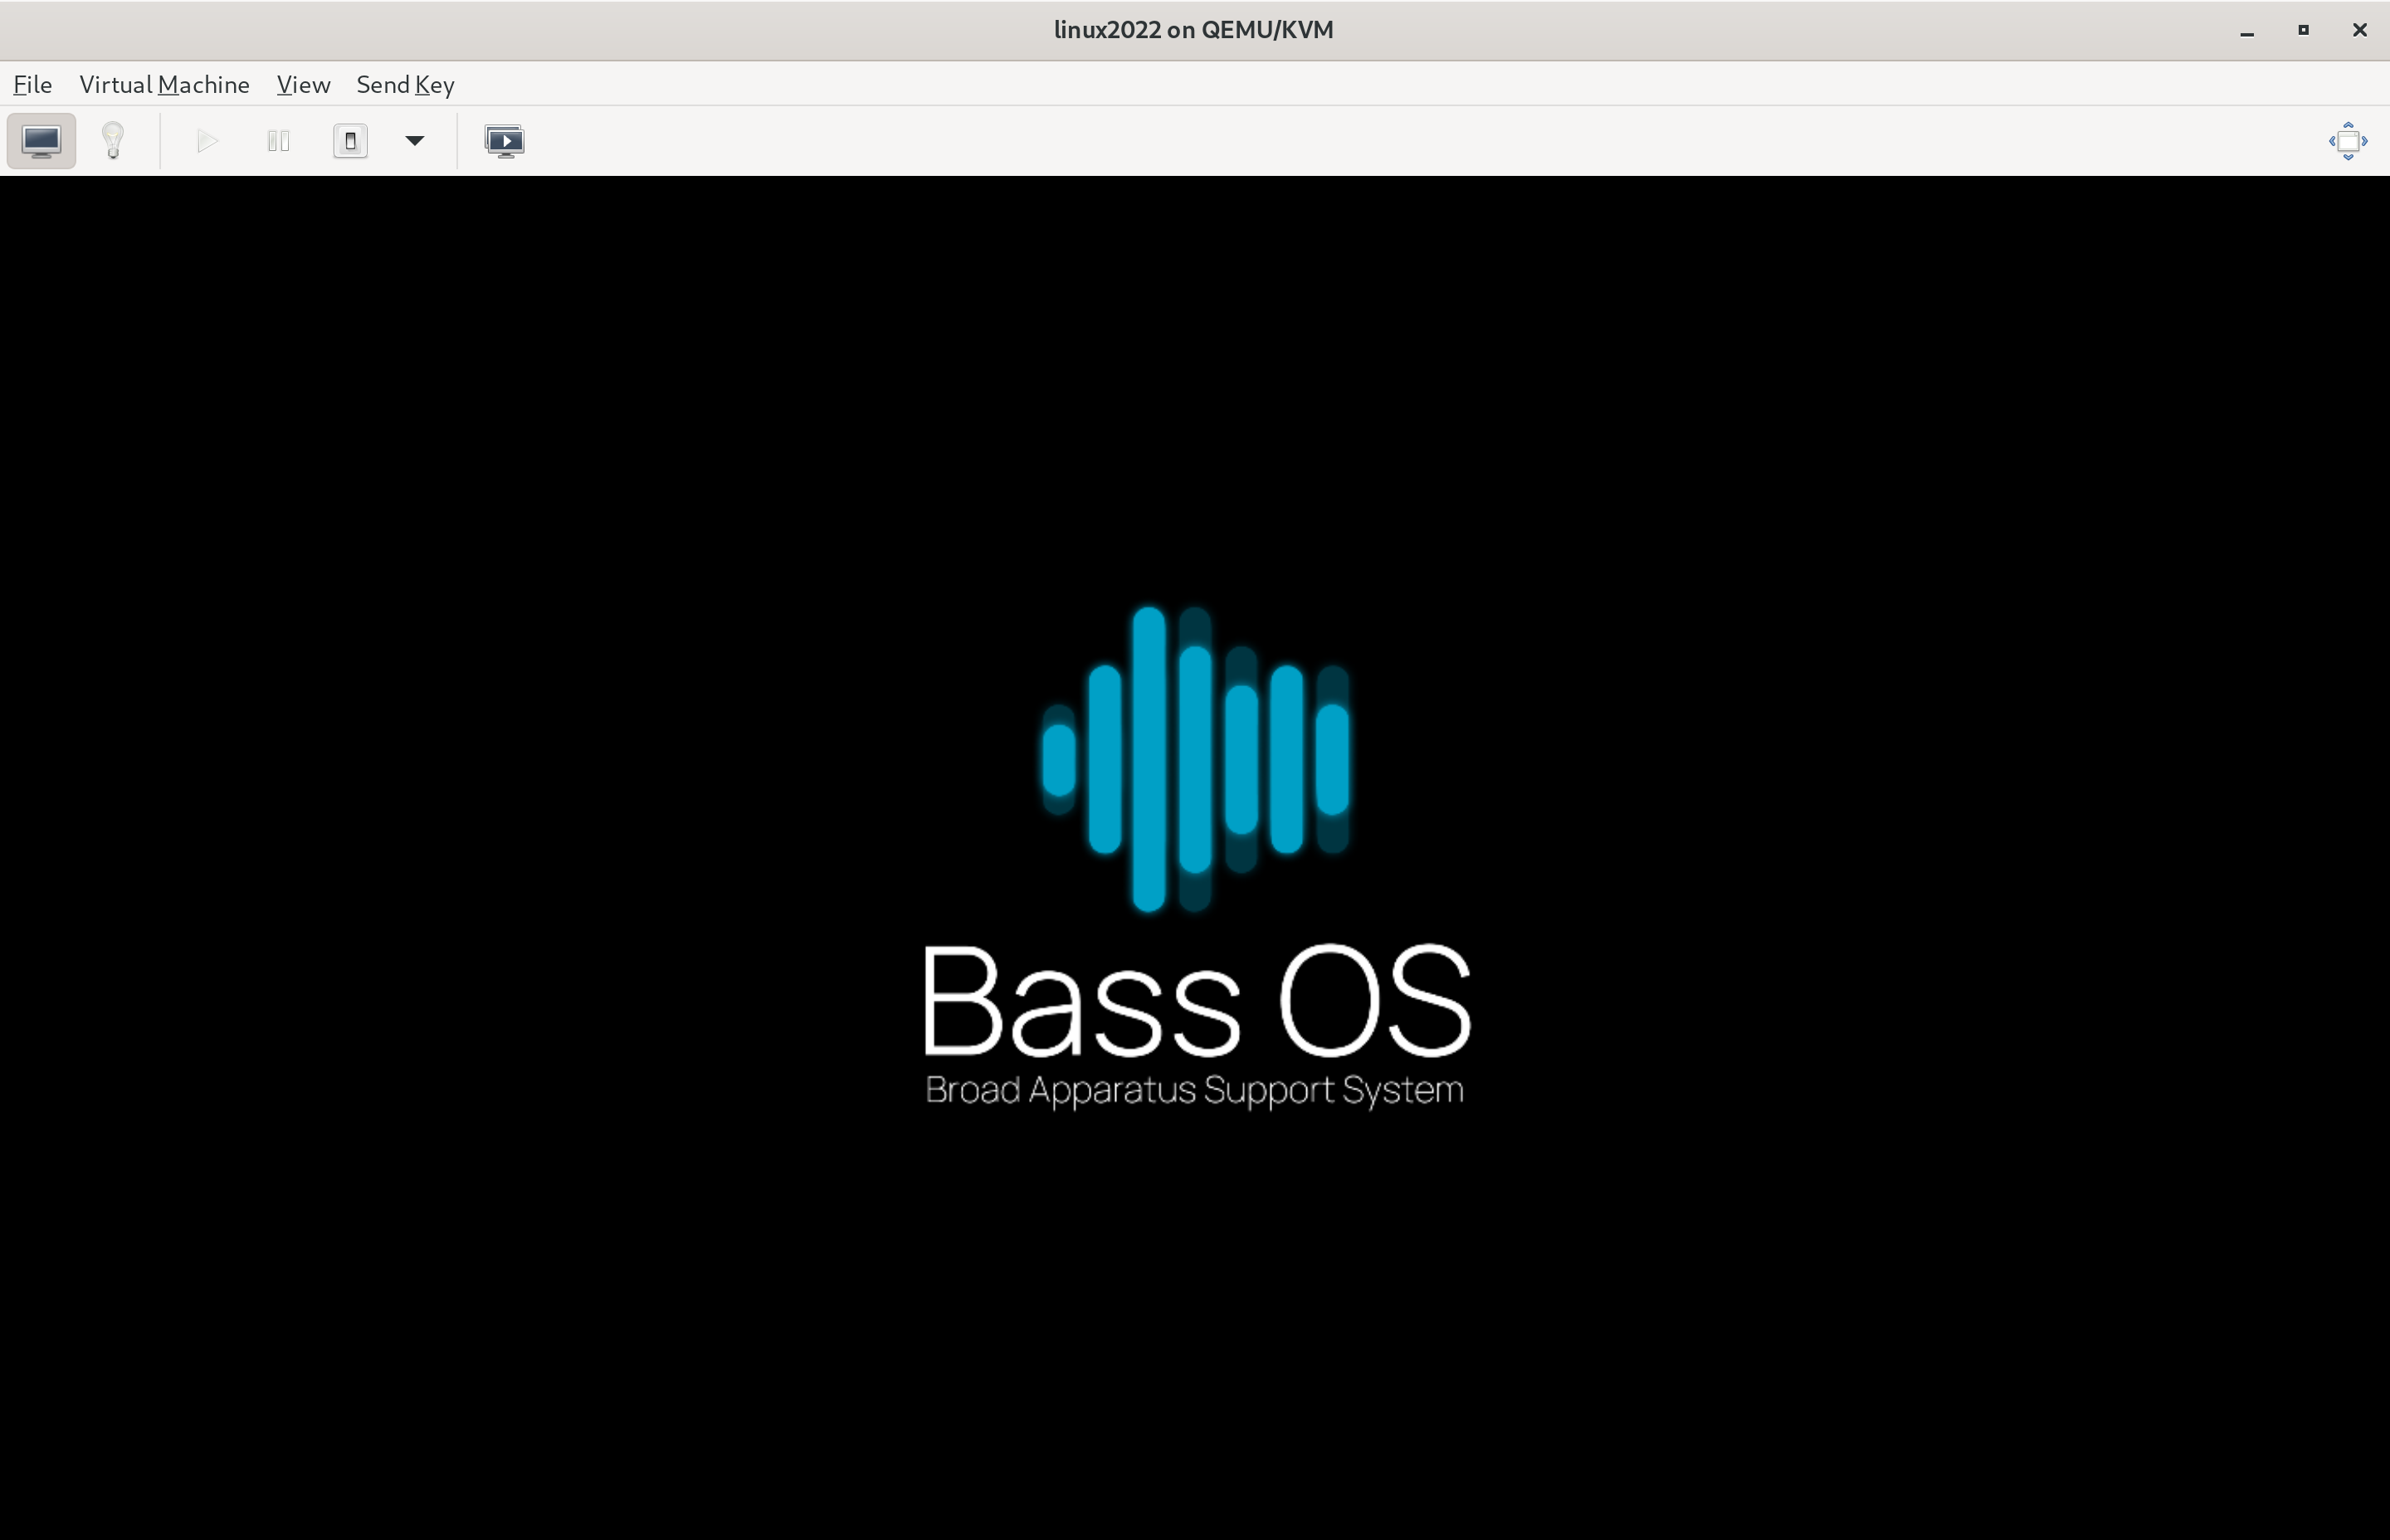 linux2022 on QEMU/KVM
File Virtual Machine View Send Key
Bass OS
Broad Apparatus Support System